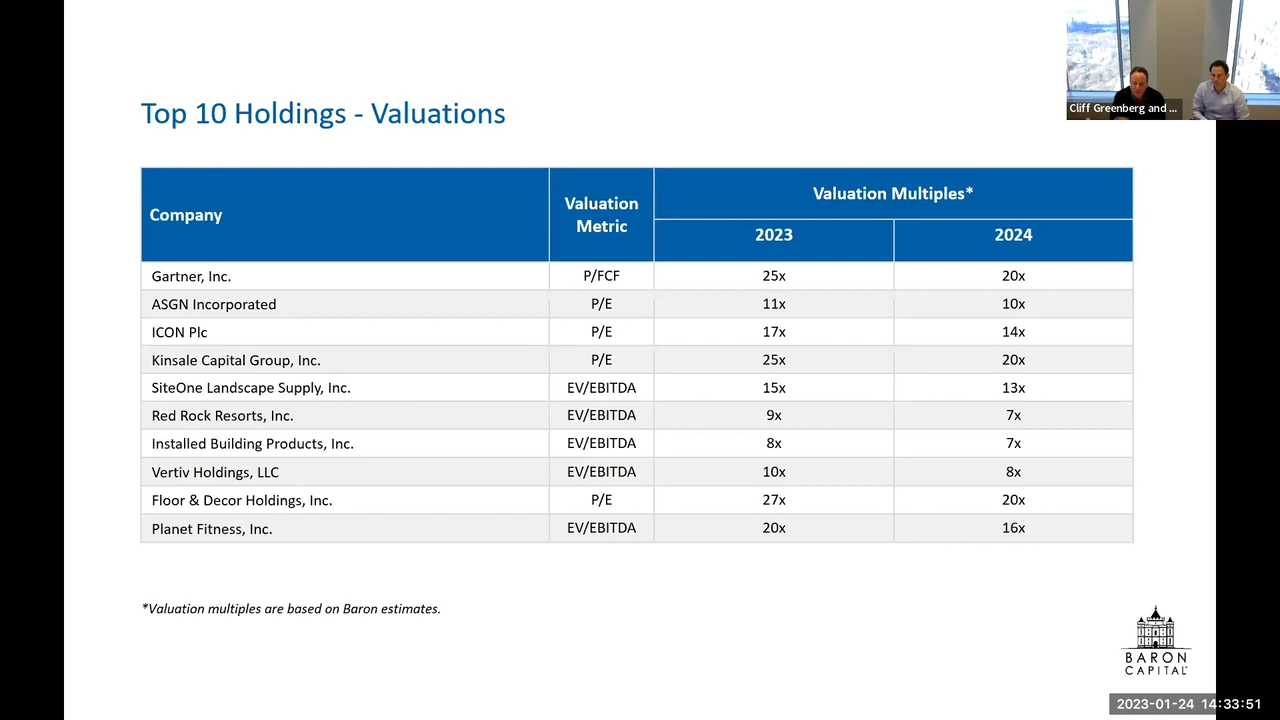 Cliff Greenberg and ...
Top 10 Holdings - Valuations
Company Valuation Metric Valuation Multiples*
2023 2024
Gartner, Inc. P/FCF 25x 20x
ASGN Incorporated P/E 11x 10x
ICON Plc P/E 17x 14x
Kinsale Capital Group, Inc. P/E 25x 20x
SiteOne Landscape Supply, Inc. EV/EBITDA 15x 13x
Red Rock Resorts, Inc. EV/EBITDA 9x 7x
Installed Building Products, Inc. EV/EBITDA 8x 7x
Vertiv Holdings, LLC EV/EBITDA 10x 8x
Floor & Decor Holdings, Inc. P/E 27x 20x
Planet Fitness, Inc. EV/EBITDA 20x 16x
*Valuation multiples are based on Baron estimates.
BARON
CAPITAL
2023-01-24 14:33:51